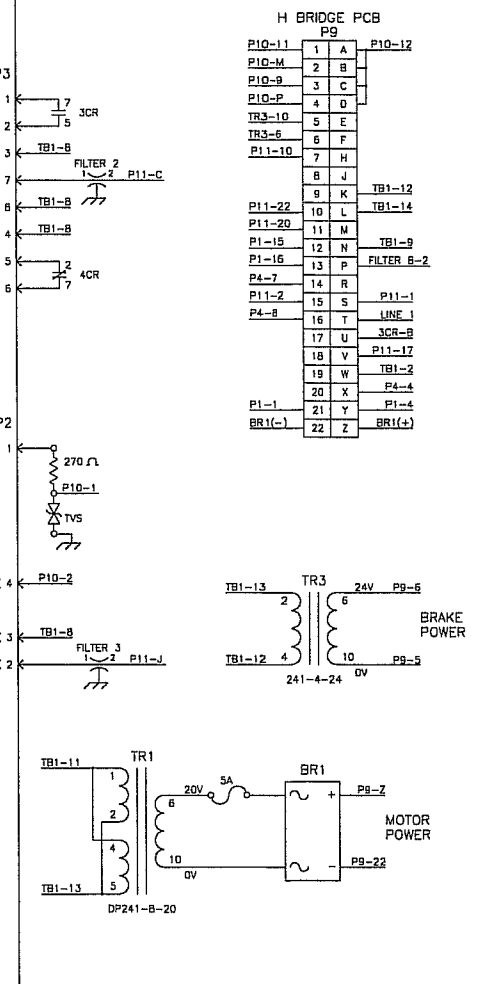 H BRIDGE PCB
P9
P10-11 1 A P10-12
P10-M 2 B
P10-9 3 C
P10-P 4 D
TR3-10 5 E
TR3-6 6 F
P11-10 7 H
8 J
9 K TB1-12
P11-22 10 L TB1-14
P11-20 11 M
P1-15 12 N TB1-9
P1-16 13 P FILTER 8-2
P4-7 14 R
P11-2 15 S P11-1
P4-8 16 T LINE 1
17 U 3CR-8
18 V P11-17
19 W TB1-2
20 X P4-4
P1-1 21 Y P1-4
BR1(-) 22 Z BR1(+)
P3
1 7 3CR
2 5
3 TB1-8
FILTER 2
7 1 2 P11-C
8 TB1-8
4 TB1-8
5 2 4CR
6 7
P2
1
270 Ω
P10-1
TVS
4 P10-2
3 TB1-8
FILTER 3
2 1 2 P11-J
TR3
TB1-13 2 6 24V P9-6
BRAKE
POWER
TB1-12 4 10 0V P9-5
241-4-24
TR1
BR1
TB1-11 1 20V 5A + P9-Z
2 6
MOTOR
POWER
4 10 0V - P9-22
TB1-13 5
DP241-8-20